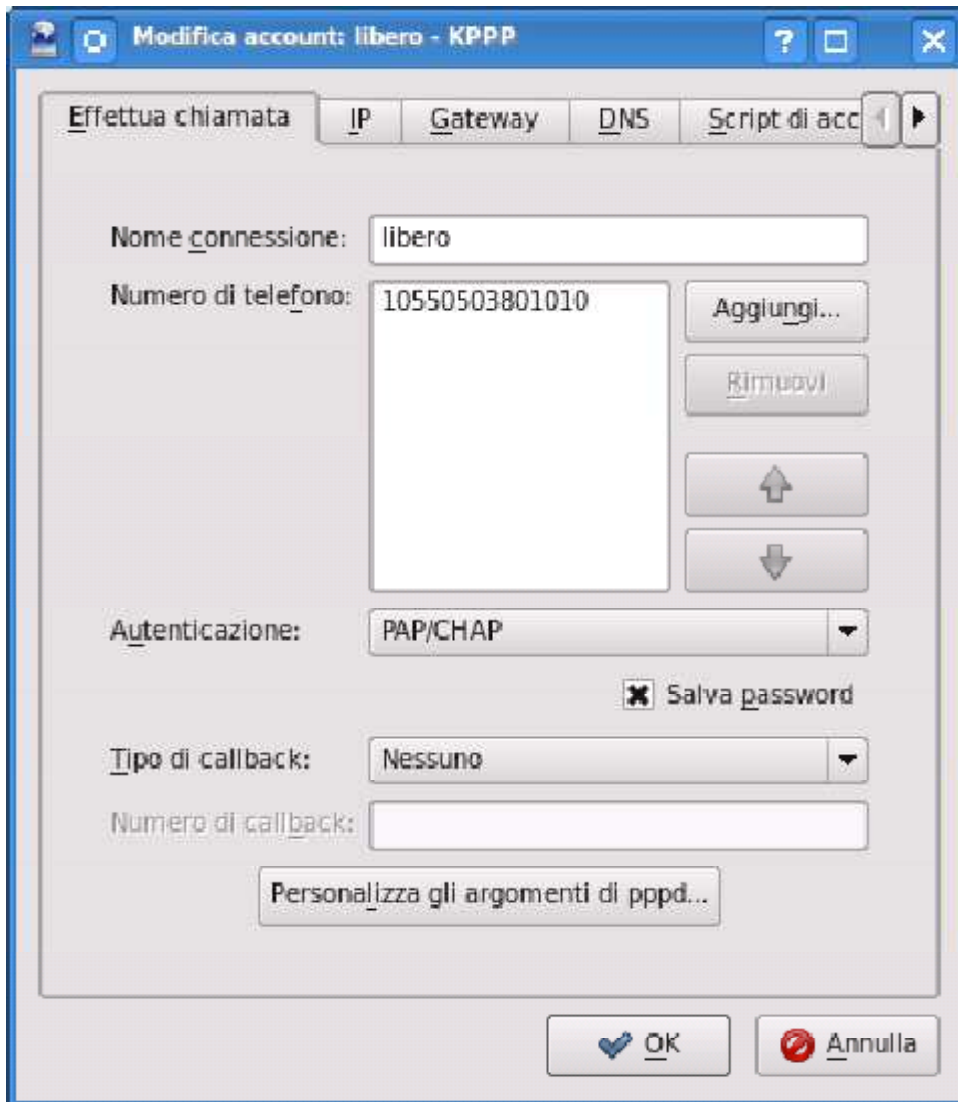 Modifica account: libero - KPPP
Effettua chiamata
IP
Gateway
DNS
Script di acc
Nome connessione: libero
Numero di telefono: 10550503801010
Aggiungi...
Rimuovi
Autenticazione: PAP/CHAP
Salva password
Tipo di callback: Nessuno
Numero di callback:
Personalizza gli argomenti di pppd...
OK
Annulla